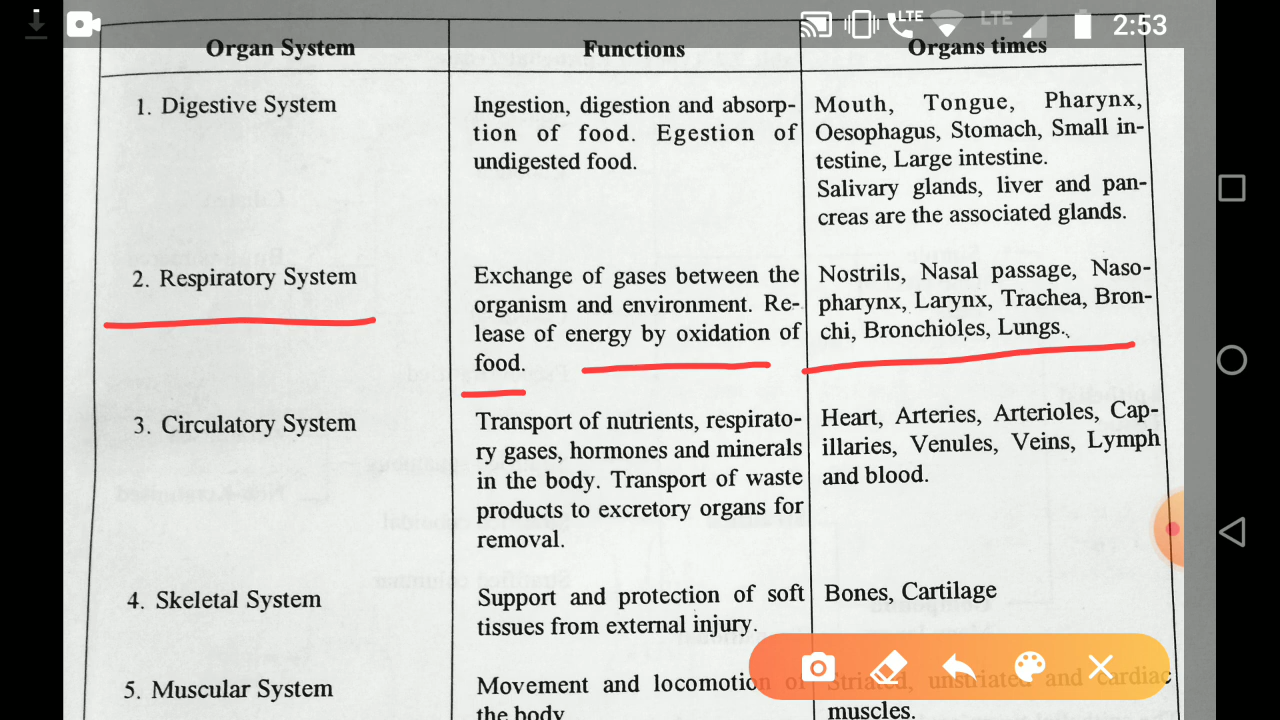 LTE LTE 2:53
Organ System Functions Organs times
1. Digestive System Ingestion, digestion and absorp- Mouth, Tongue, Pharynx,
tion of food. Egestion of Oesophagus, Stomach, Small in-
undigested food. testine, Large intestine.
Salivary glands, liver and pan-
creas are the associated glands.
2. Respiratory System Exchange of gases between the Nostrils, Nasal passage, Naso-
organism and environment. Re- pharynx, Larynx, Trachea, Bron-
lease of energy by oxidation of chi, Bronchioles, Lungs.
food.
3. Circulatory System Transport of nutrients, respirato- Heart, Arteries, Arterioles, Cap-
ry gases, hormones and minerals illaries, Venules, Veins, Lymph
in the body. Transport of waste and blood.
products to excretory organs for
removal.
4. Skeletal System Support and protection of soft Bones, Cartilage
tissues from external injury.
5. Muscular System Movement and locomotion of Striated, unstriated and cardiac
the body muscles.